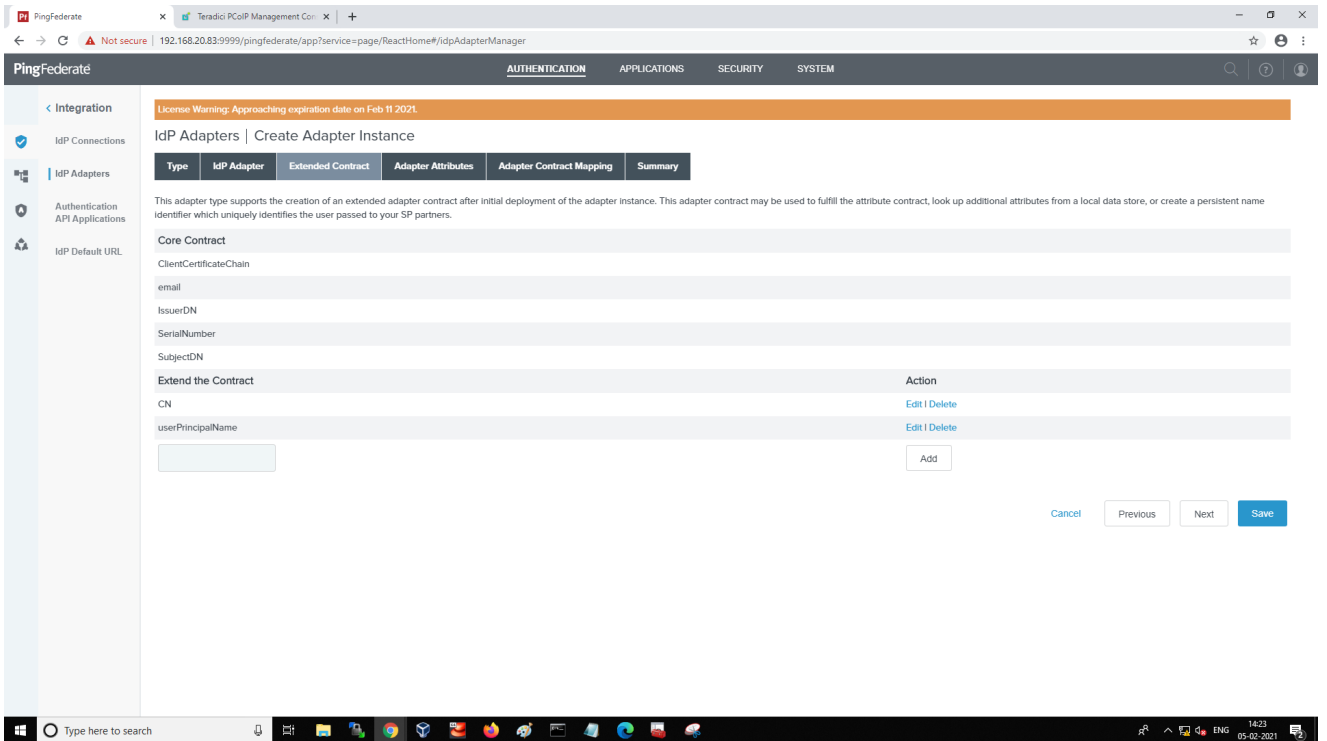 PingFederate
Teradici PCoIP Management Con
Not secure | 192.168.20.83:9999/pingfederate/app?service=page/ReactHome#/idpAdapterManager
PingFederate
AUTHENTICATION
APPLICATIONS
SECURITY
SYSTEM
< Integration
IdP Connections
IdP Adapters
Authentication
API Applications
IdP Default URL
License Warning: Approaching expiration date on Feb 11 2021.
IdP Adapters | Create Adapter Instance
Type
IdP Adapter
Extended Contract
Adapter Attributes
Adapter Contract Mapping
Summary
This adapter type supports the creation of an extended adapter contract after initial deployment of the adapter instance. This adapter contract may be used to fulfill the attribute contract, look up additional attributes from a local data store, or create a persistent name
identifier which uniquely identifies the user passed to your SP partners.
Core Contract
ClientCertificateChain
email
IssuerDN
SerialNumber
SubjectDN
Extend the Contract
Action
CN
Edit | Delete
userPrincipalName
Edit | Delete
Add
Cancel
Previous
Next
Save
Type here to search
ENG
14:23
05-02-2021